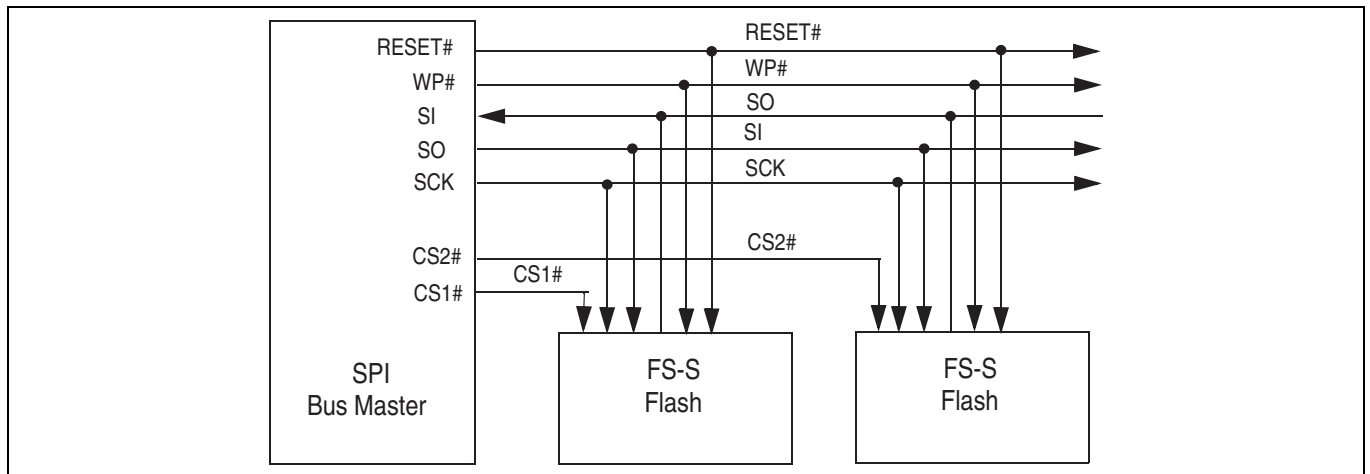 RESET#
WP#
SI
SO
SCK
CS2#
CS1#
SPI
Bus Master
RESET#
WP#
SO
SI
SCK
CS2#
CS1#
FS-S
Flash
FS-S
Flash